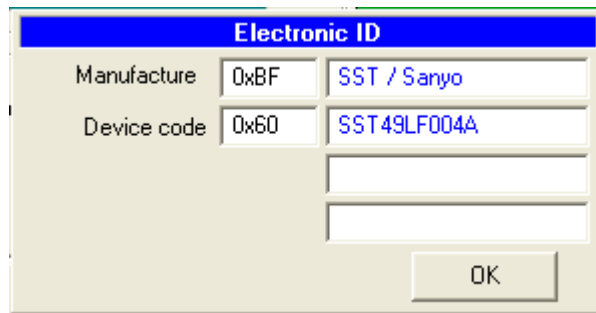 Electronic ID
Manufacture 0xBF SST / Sanyo
Device code 0x60 SST49LF004A
OK